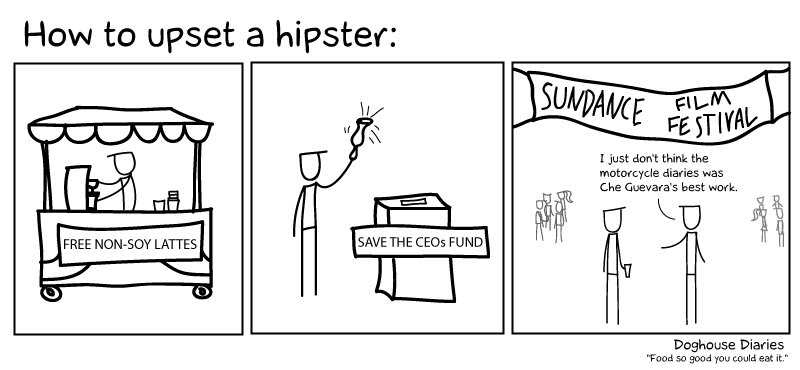 How to upset a hipster:
FREE NON-SOY LATTES
SAVE THE CEOs FUND
SUNDANCE FILM FESTIVAL
I just don't think the
motorcycle diaries was
Che Guevara's best work.
Doghouse Diaries
"Food so good you could eat it."